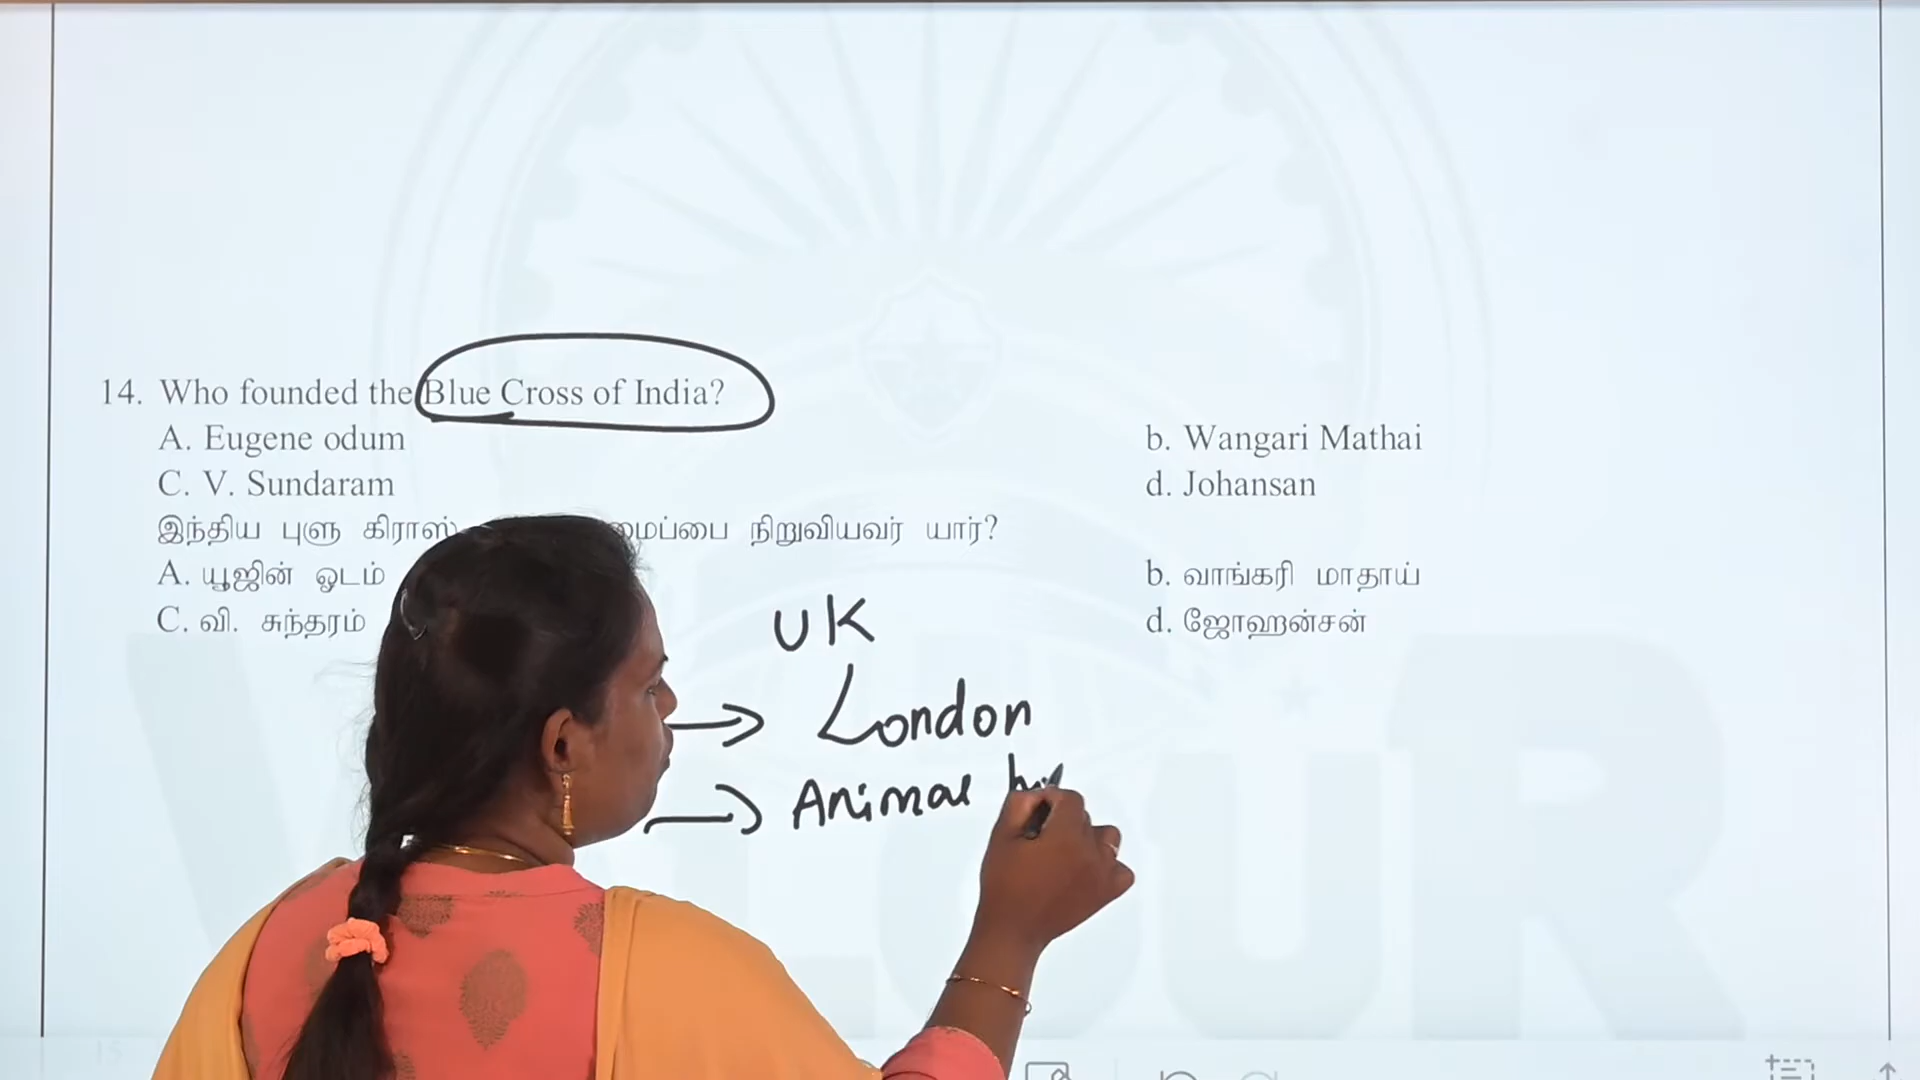 14. Who founded the Blue Cross of India?
A. Eugene odum
b. Wangari Mathai
C. V. Sundaram
d. Johansan
இந்திய புளு கிராஸ் நிறுவியவர் யார்?
A. யூஜின் ஓடம்
b. வாங்கரி மாதாய்
C. வி. சுந்தரம்
d. ஜோஹன்சன்
UK
→ London
→ Animal
15